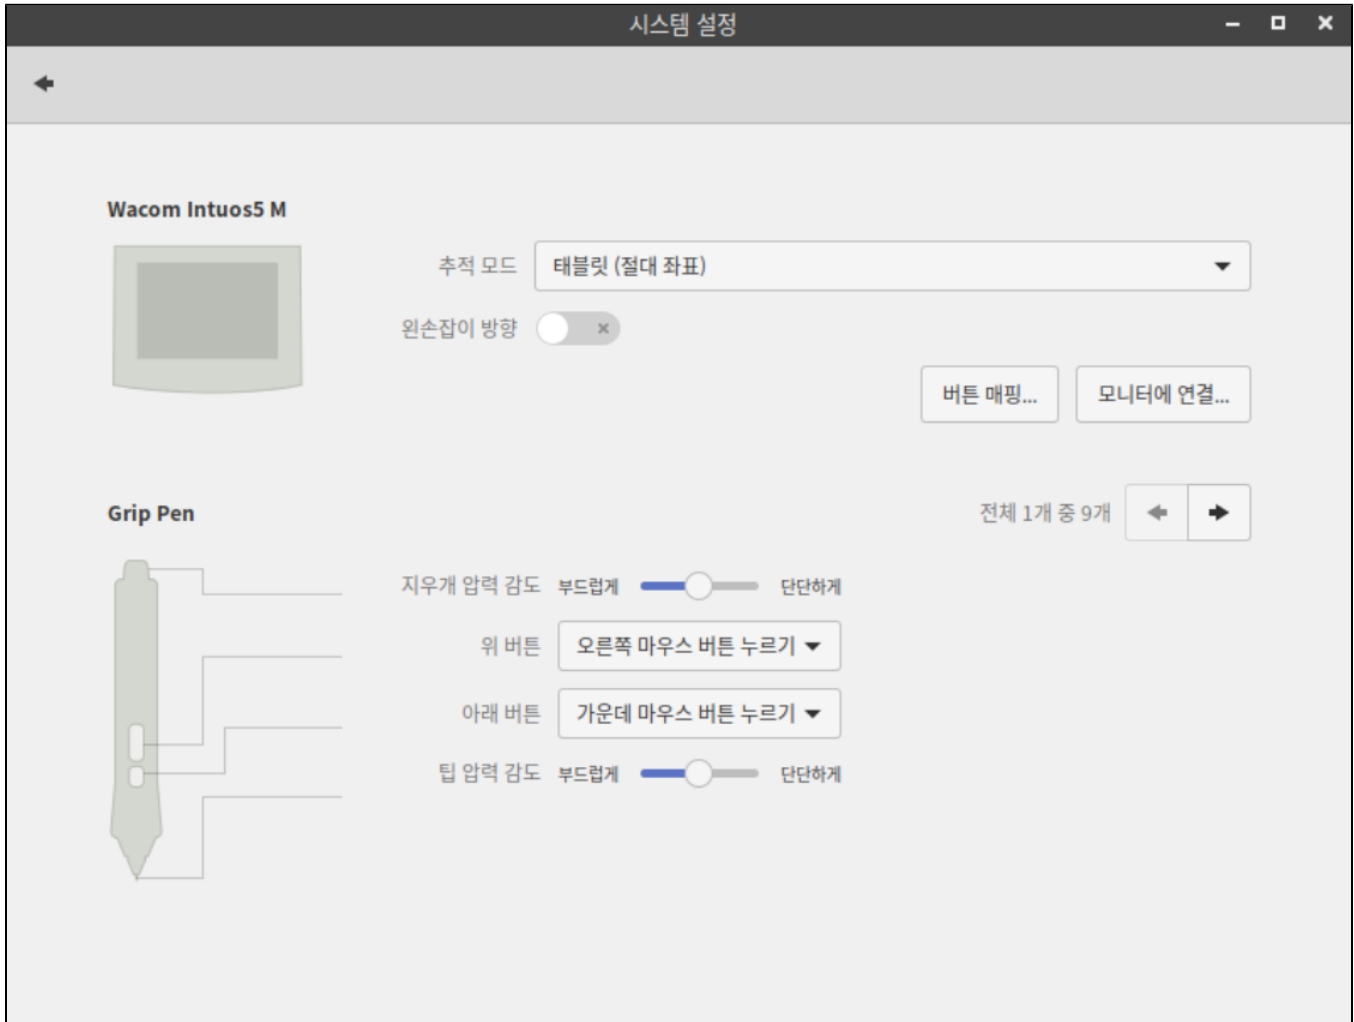 시스템 설정
Wacom Intuos5 M
추적 모드 태블릿 (절대 좌표)
왼손잡이 방향
버튼 매핑... 모니터에 연결...
Grip Pen 전체 1개 중 9개
지우개 압력 감도 부드럽게 단단하게
위 버튼 오른쪽 마우스 버튼 누르기
아래 버튼 가운데 마우스 버튼 누르기
팁 압력 감도 부드럽게 단단하게